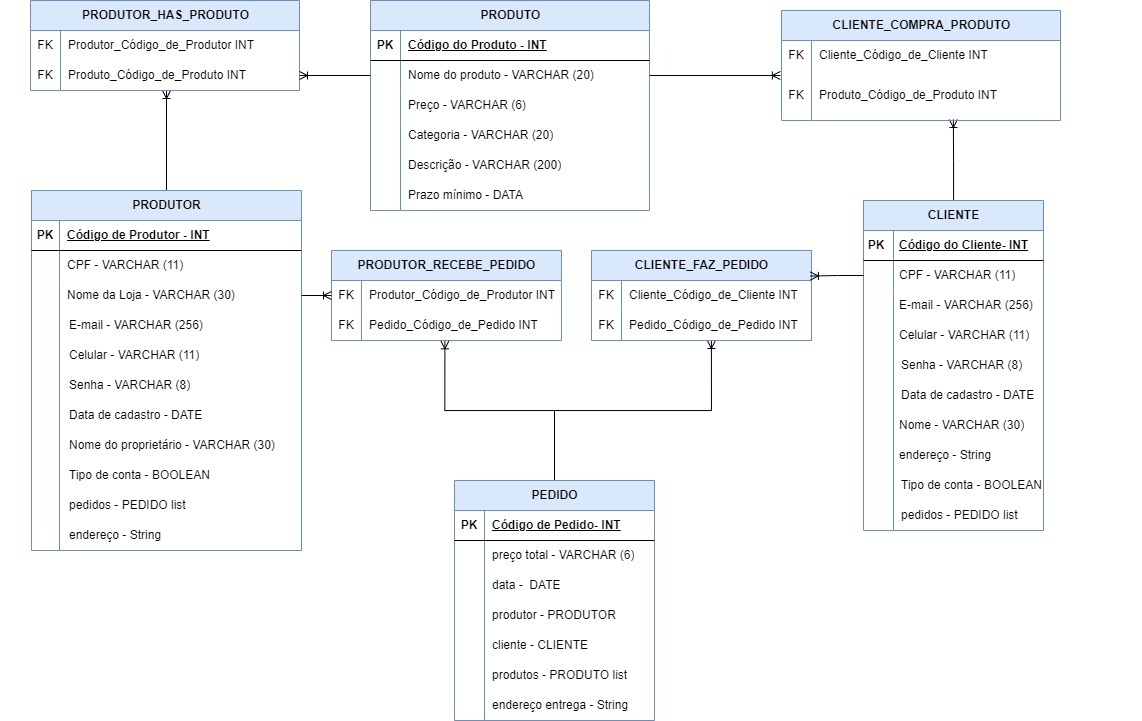 PRODUTOR_HAS_PRODUTO
FK Produtor_Código_de_Produtor INT
FK Produto_Código_de_Produto INT
PRODUTO
PK Código do Produto - INT
Nome do produto - VARCHAR (20)
Preço - VARCHAR (6)
Categoria - VARCHAR (20)
Descrição - VARCHAR (200)
Prazo mínimo - DATA
CLIENTE_COMPRA_PRODUTO
FK Cliente_Código_de_Cliente INT
FK Produto_Código_de_Produto INT
PRODUTOR
PK Código de Produtor - INT
CPF - VARCHAR (11)
Nome da Loja - VARCHAR (30)
E-mail - VARCHAR (256)
Celular - VARCHAR (11)
Senha - VARCHAR (8)
Data de cadastro - DATE
Nome do proprietário - VARCHAR (30)
Tipo de conta - BOOLEAN
pedidos - PEDIDO list
endereço - String
PRODUTOR_RECEBE_PEDIDO
FK Produtor_Código_de_Produtor INT
FK Pedido_Código_de_Pedido INT
CLIENTE_FAZ_PEDIDO
FK Cliente_Código_de_Cliente INT
FK Pedido_Código_de_Pedido INT
CLIENTE
PK Código do Cliente- INT
CPF - VARCHAR (11)
E-mail - VARCHAR (256)
Celular - VARCHAR (11)
Senha - VARCHAR (8)
Data de cadastro - DATE
Nome - VARCHAR (30)
endereço - String
Tipo de conta - BOOLEAN
pedidos - PEDIDO list
PEDIDO
PK Código de Pedido- INT
preço total - VARCHAR (6)
data - DATE
produtor - PRODUTOR
cliente - CLIENTE
produtos - PRODUTO list
endereço entrega - String